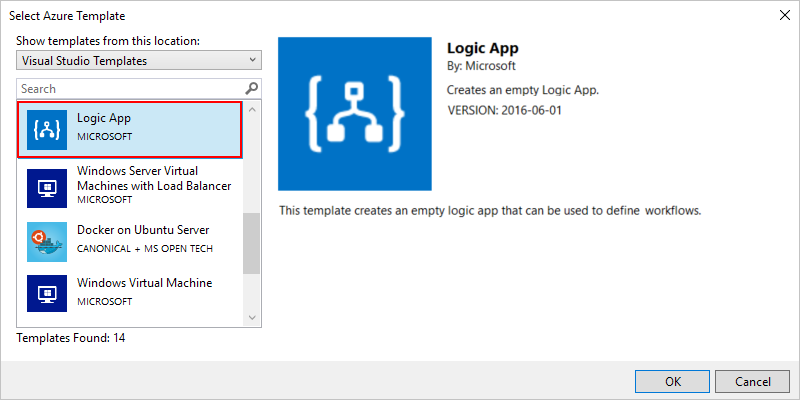 Select Azure Template
Show templates from this location:
Visual Studio Templates
Search
Logic App
MICROSOFT
Windows Server Virtual
Machines with Load Balancer
MICROSOFT
Docker on Ubuntu Server
CANONICAL + MS OPEN TECH
Windows Virtual Machine
MICROSOFT
Templates Found: 14
Logic App
By: Microsoft
Creates an empty Logic App.
VERSION: 2016-06-01
This template creates an empty logic app that can be used to define workflows.
OK
Cancel